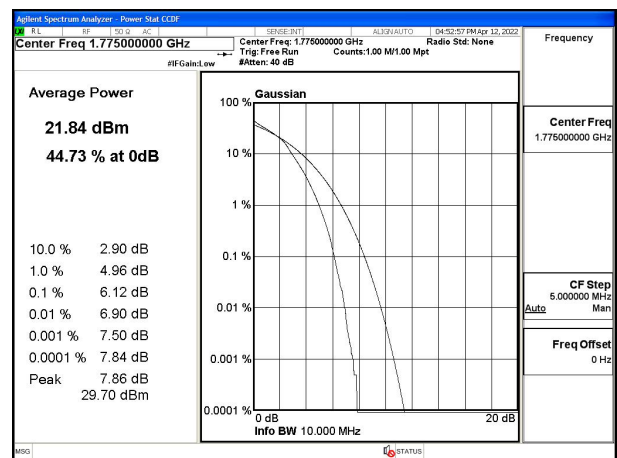 Agilent Spectrum Analyzer - Power Stat CCDF
RL RF 50 Ω AC SENSE:INT ALIGN AUTO 04:52:57 PM Apr 12, 2022
Center Freq 1.775000000 GHz
Center Freq: 1.775000000 GHz Radio Std: None
Trig: Free Run Counts:1.00 M/1.00 Mpt
#IFGain:Low #Atten: 40 dB
Frequency
Average Power
21.84 dBm
44.73 % at 0dB
10.0 % 2.90 dB
1.0 % 4.96 dB
0.1 % 6.12 dB
0.01 % 6.90 dB
0.001 % 7.50 dB
0.0001 % 7.84 dB
Peak 7.86 dB
29.70 dBm
Gaussian
100 %
10 %
1 %
0.1 %
0.01 %
0.001 %
0.0001 %
0 dB 20 dB
Info BW 10.000 MHz
Center Freq
1.775000000 GHz
CF Step
5.000000 MHz
Auto Man
Freq Offset
0 Hz
MSG STATUS